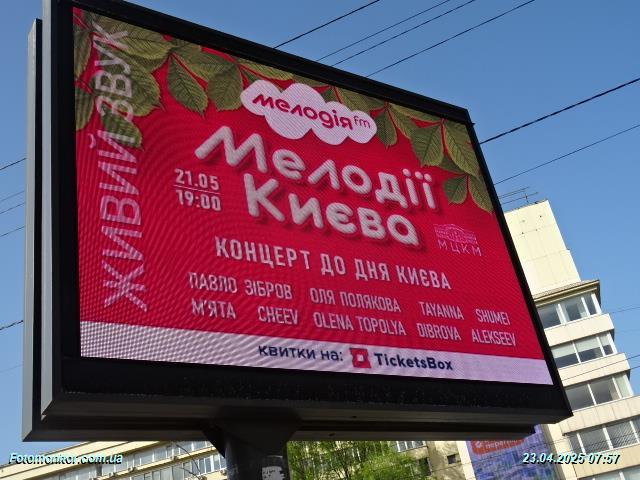 ЖИВИЙ ЗВУК
мелодія fm
Мелодії
Києва
21.05
19:00
МЦКМ
КОНЦЕРТ ДО ДНЯ КИЄВА
ПАВЛО ЗІБРОВ ОЛЯ ПОЛЯКОВА TAYANNA SHUMEI
М'ЯТА CHEEV OLENA TOPOLYA DIBROVA ALEKSEEV
квитки на: TicketsBox
Fotomonitor.com.ua
23.04.2025 07:57